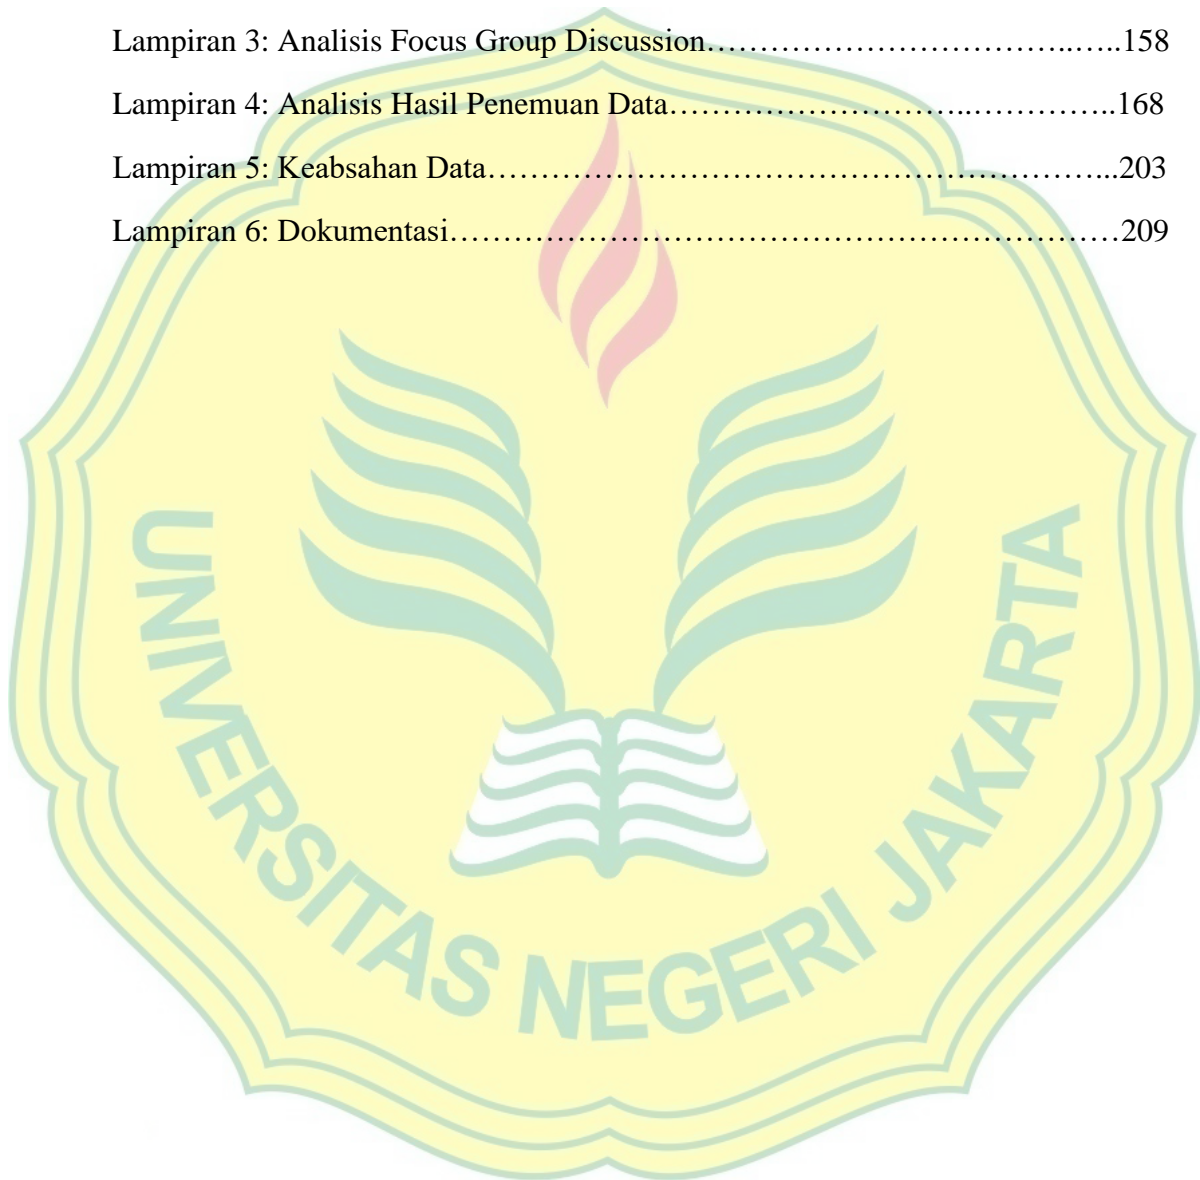 Lampiran 3: Analisis Focus Group Discussion……………………………..…..158
Lampiran 4: Analisis Hasil Penemuan Data………………………..…………..168
Lampiran 5: Keabsahan Data…………………………………………………...203
Lampiran 6: Dokumentasi………………………………………………………209
UNIVERSITAS NEGERI JAKARTA